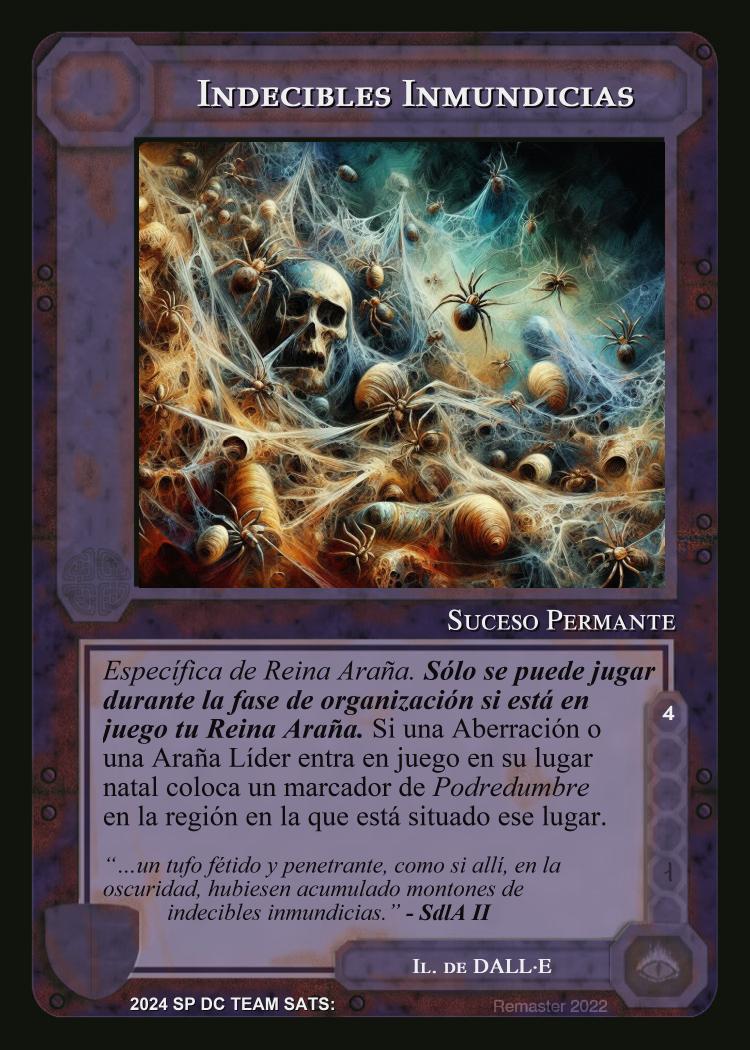 Indecibles Inmundicias
Suceso Permante
Específica de Reina Araña. Sólo se puede jugar
durante la fase de organización si está en
juego tu Reina Araña. Si una Aberración o
una Araña Líder entra en juego en su lugar
natal coloca un marcador de Podredumbre
en la región en la que está situado ese lugar.
4
“...un tufo fétido y penetrante, como si allí, en la
oscuridad, hubiesen acumulado montones de
indecibles inmundicias.” - SdlA II
Il. de DALL·E
2024 SP DC TEAM SATS:
Remaster 2022